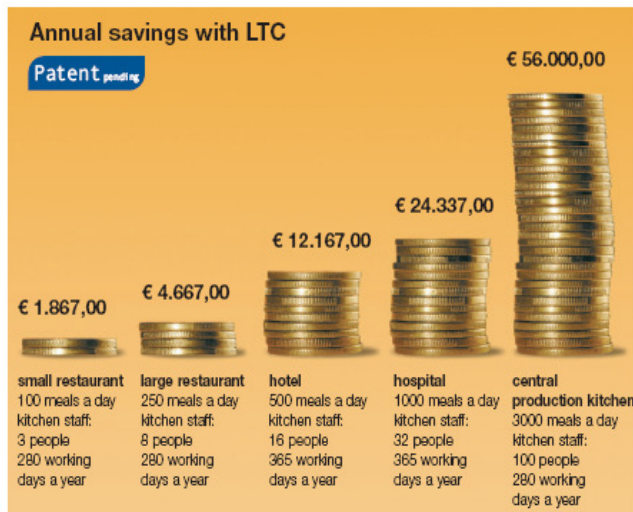 Annual savings with LTC
Patent pending
€ 56.000,00
€ 24.337,00
€ 12.167,00
€ 4.667,00
€ 1.867,00
small restaurant
100 meals a day
kitchen staff:
3 people
280 working
days a year
large restaurant
250 meals a day
kitchen staff:
8 people
280 working
days a year
hotel
500 meals a day
kitchen staff:
16 people
365 working
days a year
hospital
1000 meals a day
kitchen staff:
32 people
365 working
days a year
central
production kitchen
3000 meals a day
kitchen staff:
100 people
280 working
days a year